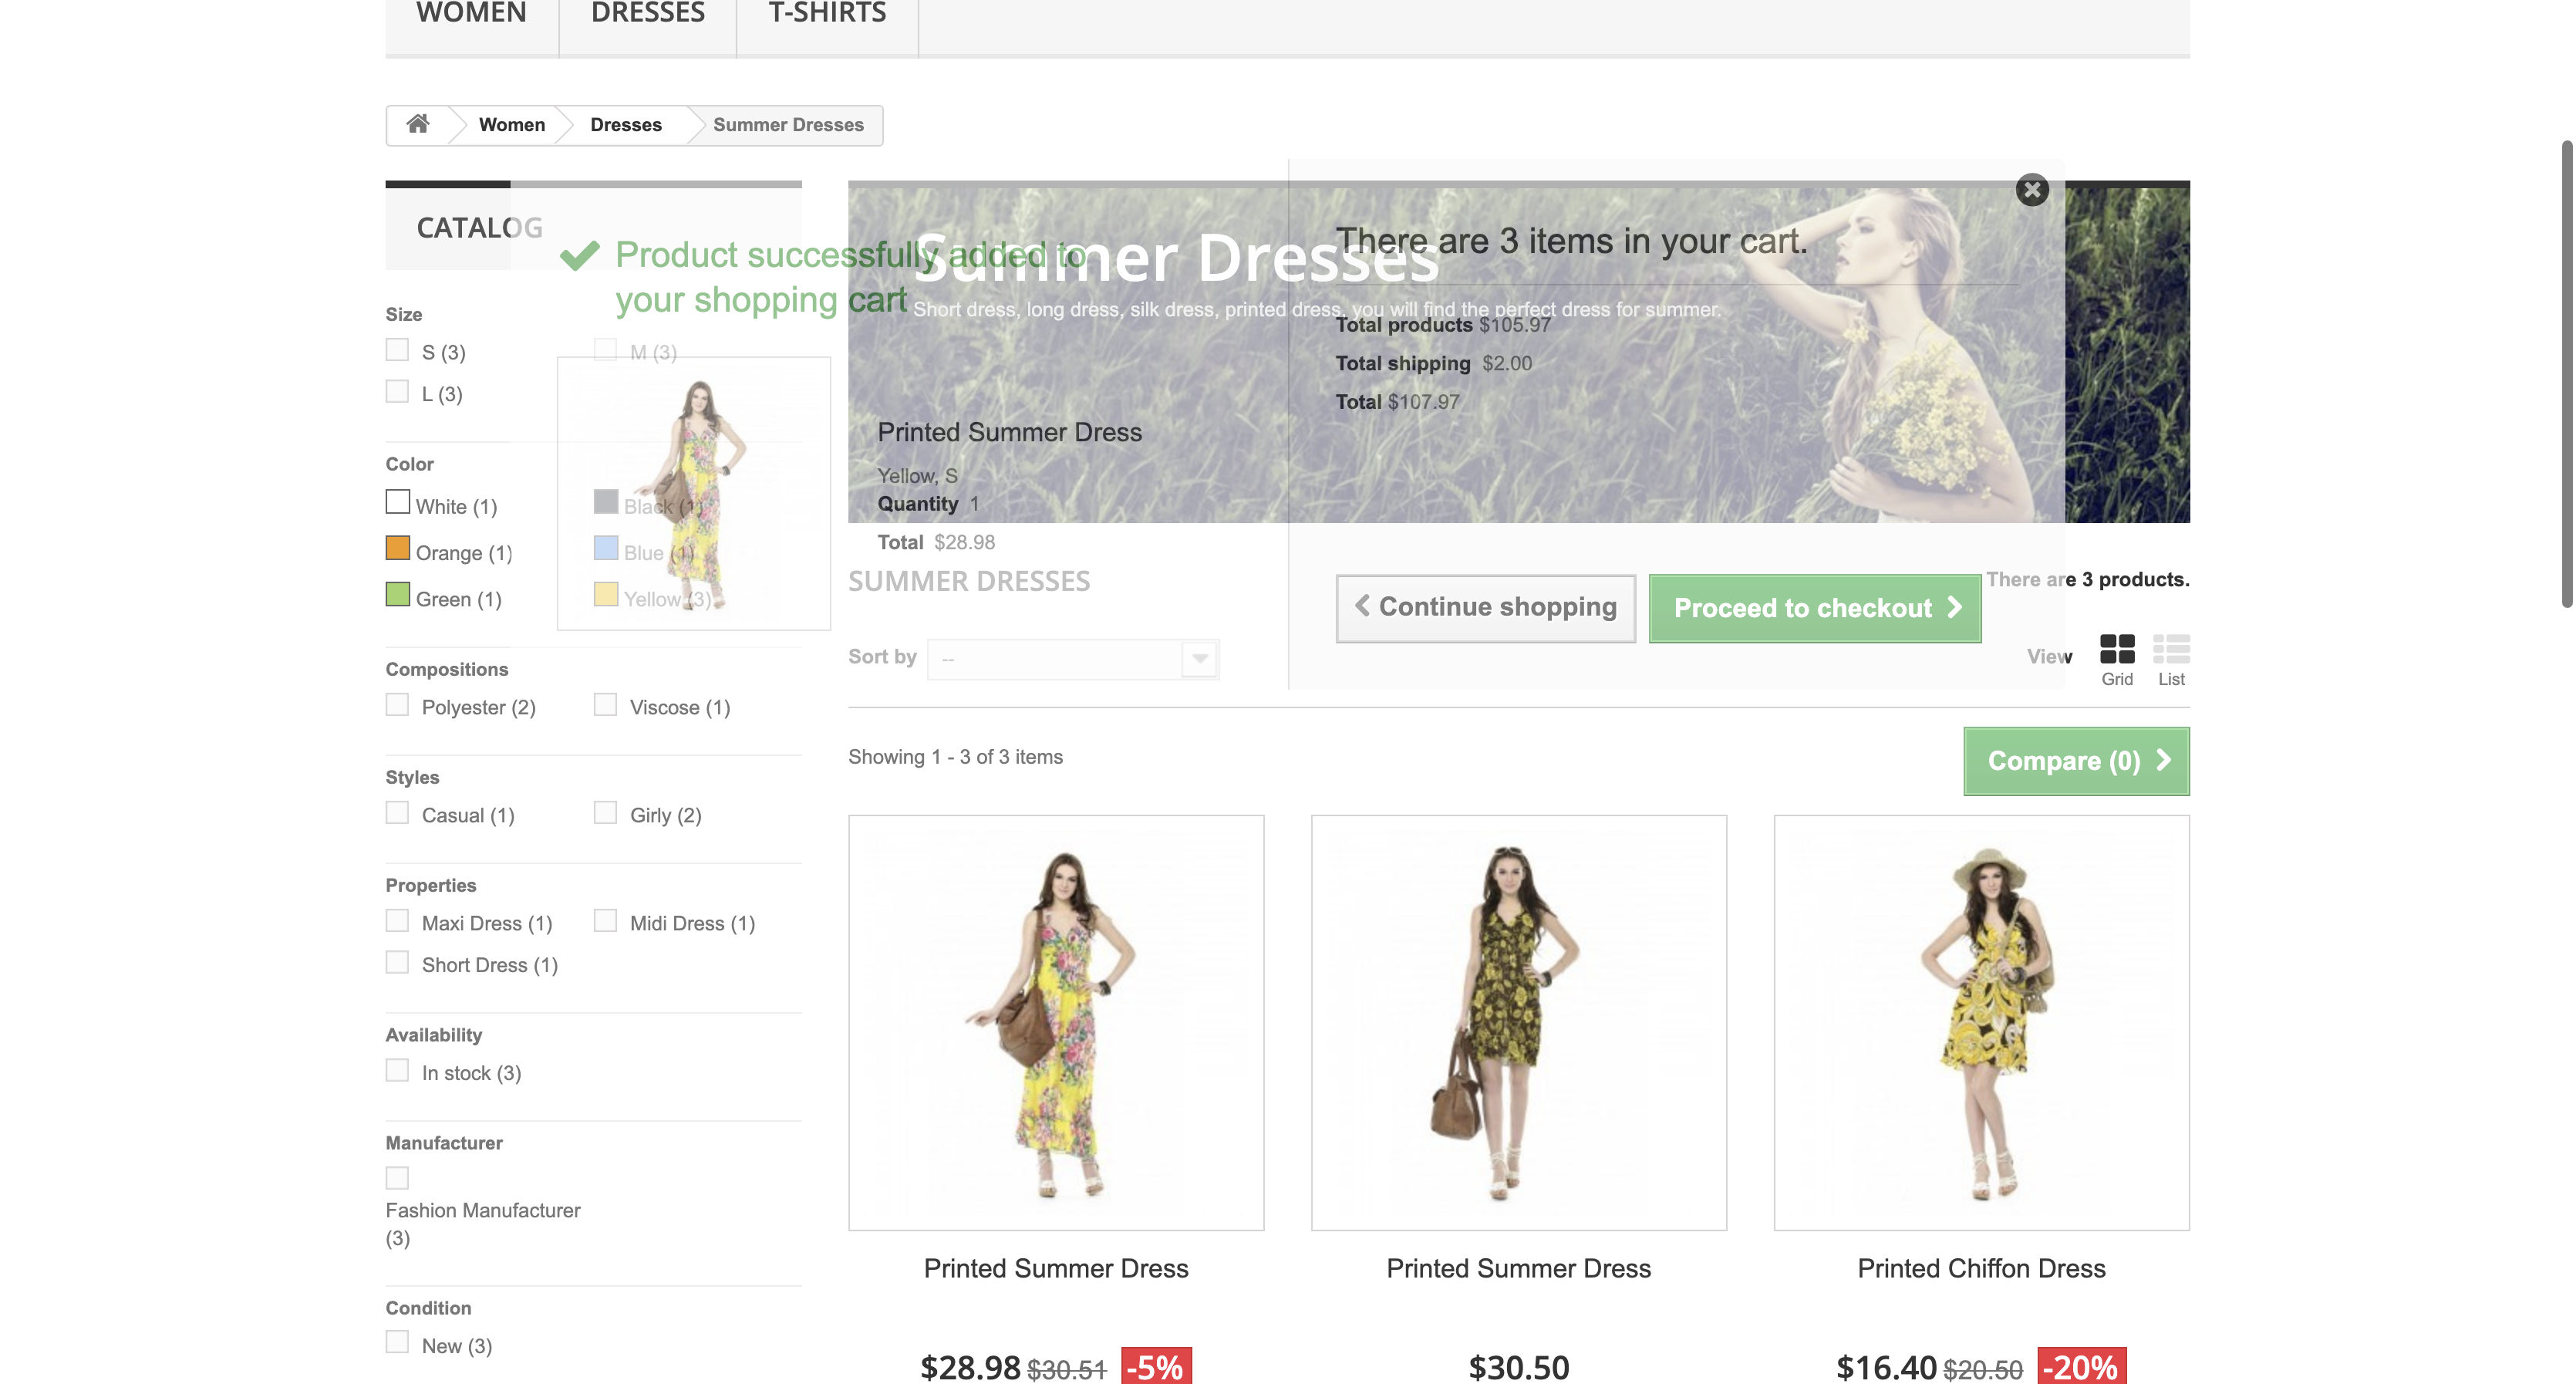 WOMEN DRESSES T-SHIRTS
Women Dresses Summer Dresses
CATALOG
Size
S (3) M (3)
L (3)
Color
White (1) Black (1)
Orange (1) Blue (1)
Green (1) Yellow (3)
Compositions
Polyester (2) Viscose (1)
Styles
Casual (1) Girly (2)
Properties
Maxi Dress (1) Midi Dress (1)
Short Dress (1)
Availability
In stock (3)
Manufacturer
Fashion Manufacturer
(3)
Condition
New (3)
Product successfully added to
your shopping cart
Printed Summer Dress
Yellow, S
Quantity 1
Total $28.98
There are 3 items in your cart.
Total products $105.97
Total shipping $2.00
Total $107.97
Continue shopping Proceed to checkout
Summer Dresses
Short dress, long dress, silk dress, printed dress, you will find the perfect dress for summer.
SUMMER DRESSES
There are 3 products.
Sort by --
View Grid List
Showing 1 - 3 of 3 items
Compare (0)
Printed Summer Dress
$28.98 $30.51 -5%
Printed Summer Dress
$30.50
Printed Chiffon Dress
$16.40 $20.50 -20%